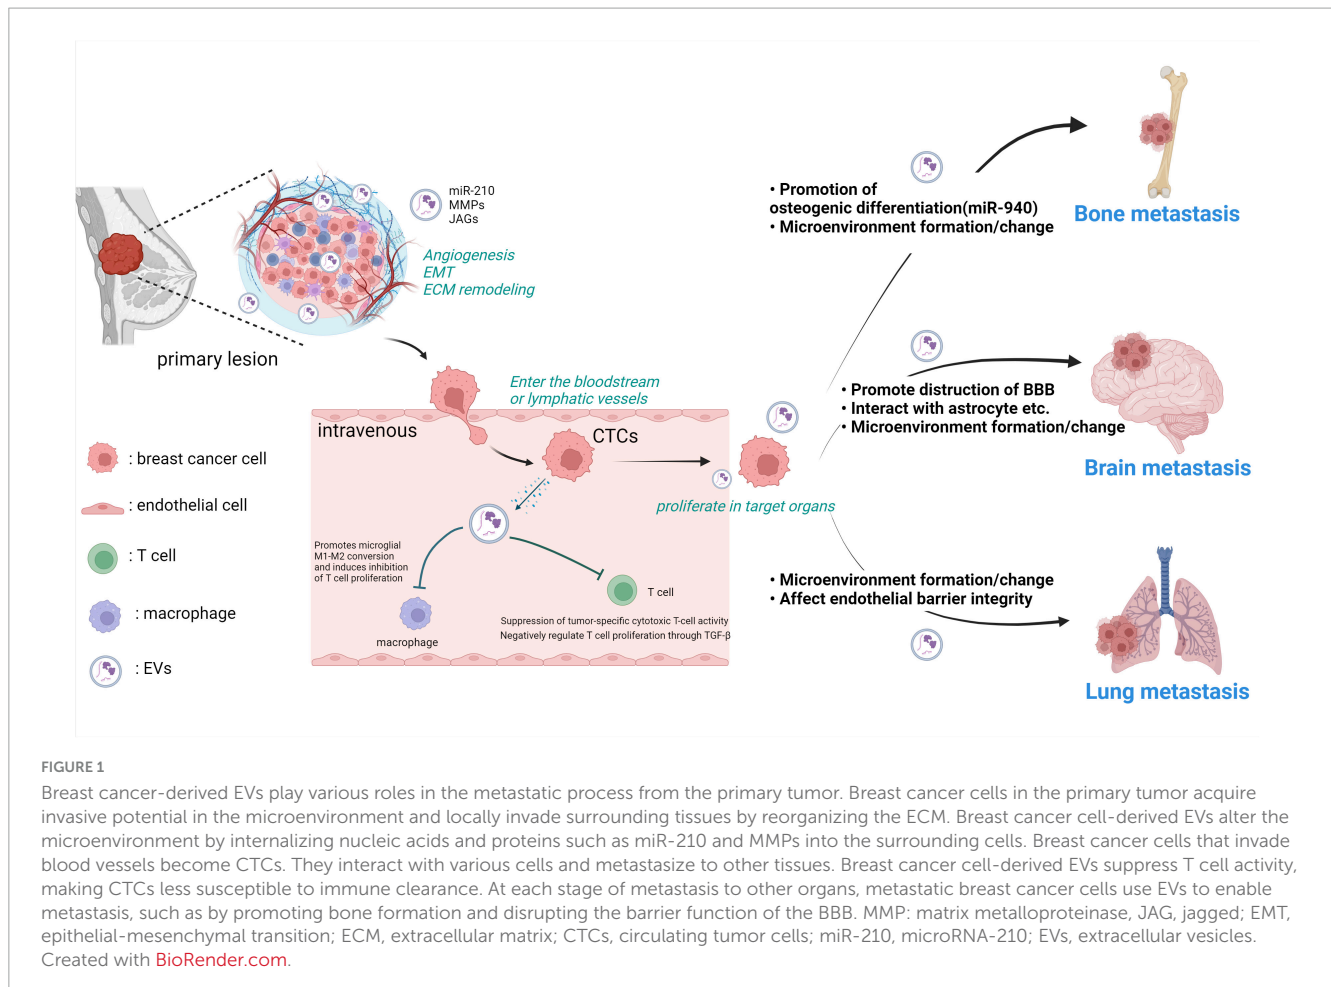 miR-210
MMPs
JAGs
Angiogenesis
EMT
ECM remodeling
primary lesion
Enter the bloodstream
or lymphatic vessels
intravenous
CTCs
proliferate in target organs
Promotes microglial
M1-M2 conversion
and induces inhibition
of T cell proliferation
macrophage
T cell
Suppression of tumor-specific cytotoxic T-cell activity
Negatively regulate T cell proliferation through TGF-β
: breast cancer cell
: endothelial cell
: T cell
: macrophage
: EVs
• Promotion of
osteogenic differentiation(miR-940)
• Microenvironment formation/change
Bone metastasis
• Promote distruction of BBB
• Interact with astrocyte etc.
• Microenvironment formation/change
Brain metastasis
• Microenvironment formation/change
• Affect endothelial barrier integrity
Lung metastasis
FIGURE 1
Breast cancer-derived EVs play various roles in the metastatic process from the primary tumor. Breast cancer cells in the primary tumor acquire
invasive potential in the microenvironment and locally invade surrounding tissues by reorganizing the ECM. Breast cancer cell-derived EVs alter the
microenvironment by internalizing nucleic acids and proteins such as miR-210 and MMPs into the surrounding cells. Breast cancer cells that invade
blood vessels become CTCs. They interact with various cells and metastasize to other tissues. Breast cancer cell-derived EVs suppress T cell activity,
making CTCs less susceptible to immune clearance. At each stage of metastasis to other organs, metastatic breast cancer cells use EVs to enable
metastasis, such as by promoting bone formation and disrupting the barrier function of the BBB. MMP: matrix metalloproteinase, JAG, jagged; EMT,
epithelial-mesenchymal transition; ECM, extracellular matrix; CTCs, circulating tumor cells; miR-210, microRNA-210; EVs, extracellular vesicles.
Created with BioRender.com.